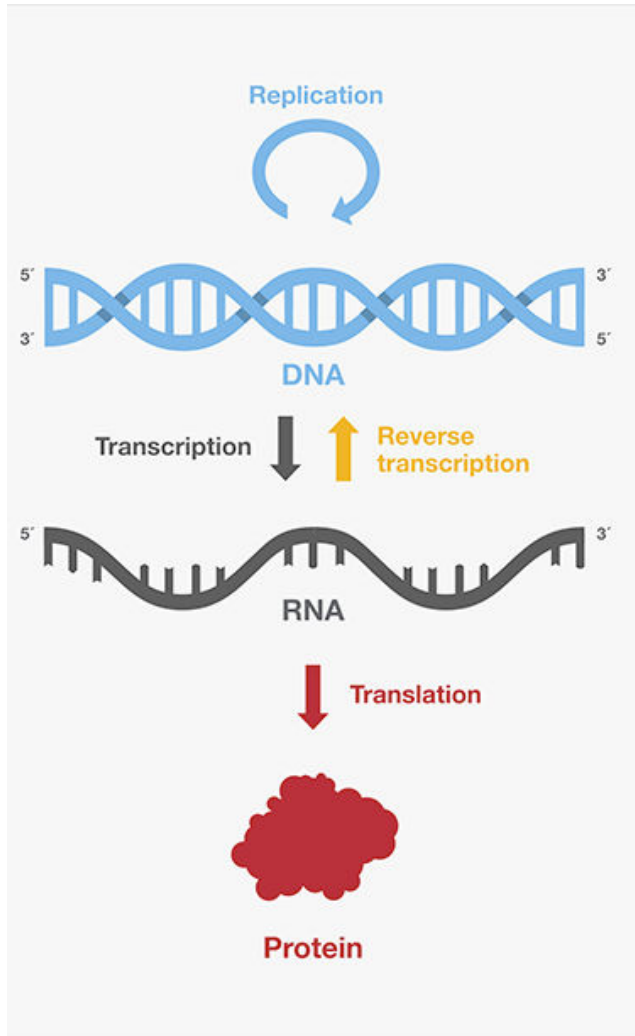 Replication
5´ 3´
3´ 5´
DNA
Transcription
Reverse
transcription
5´ 3´
RNA
Translation
Protein